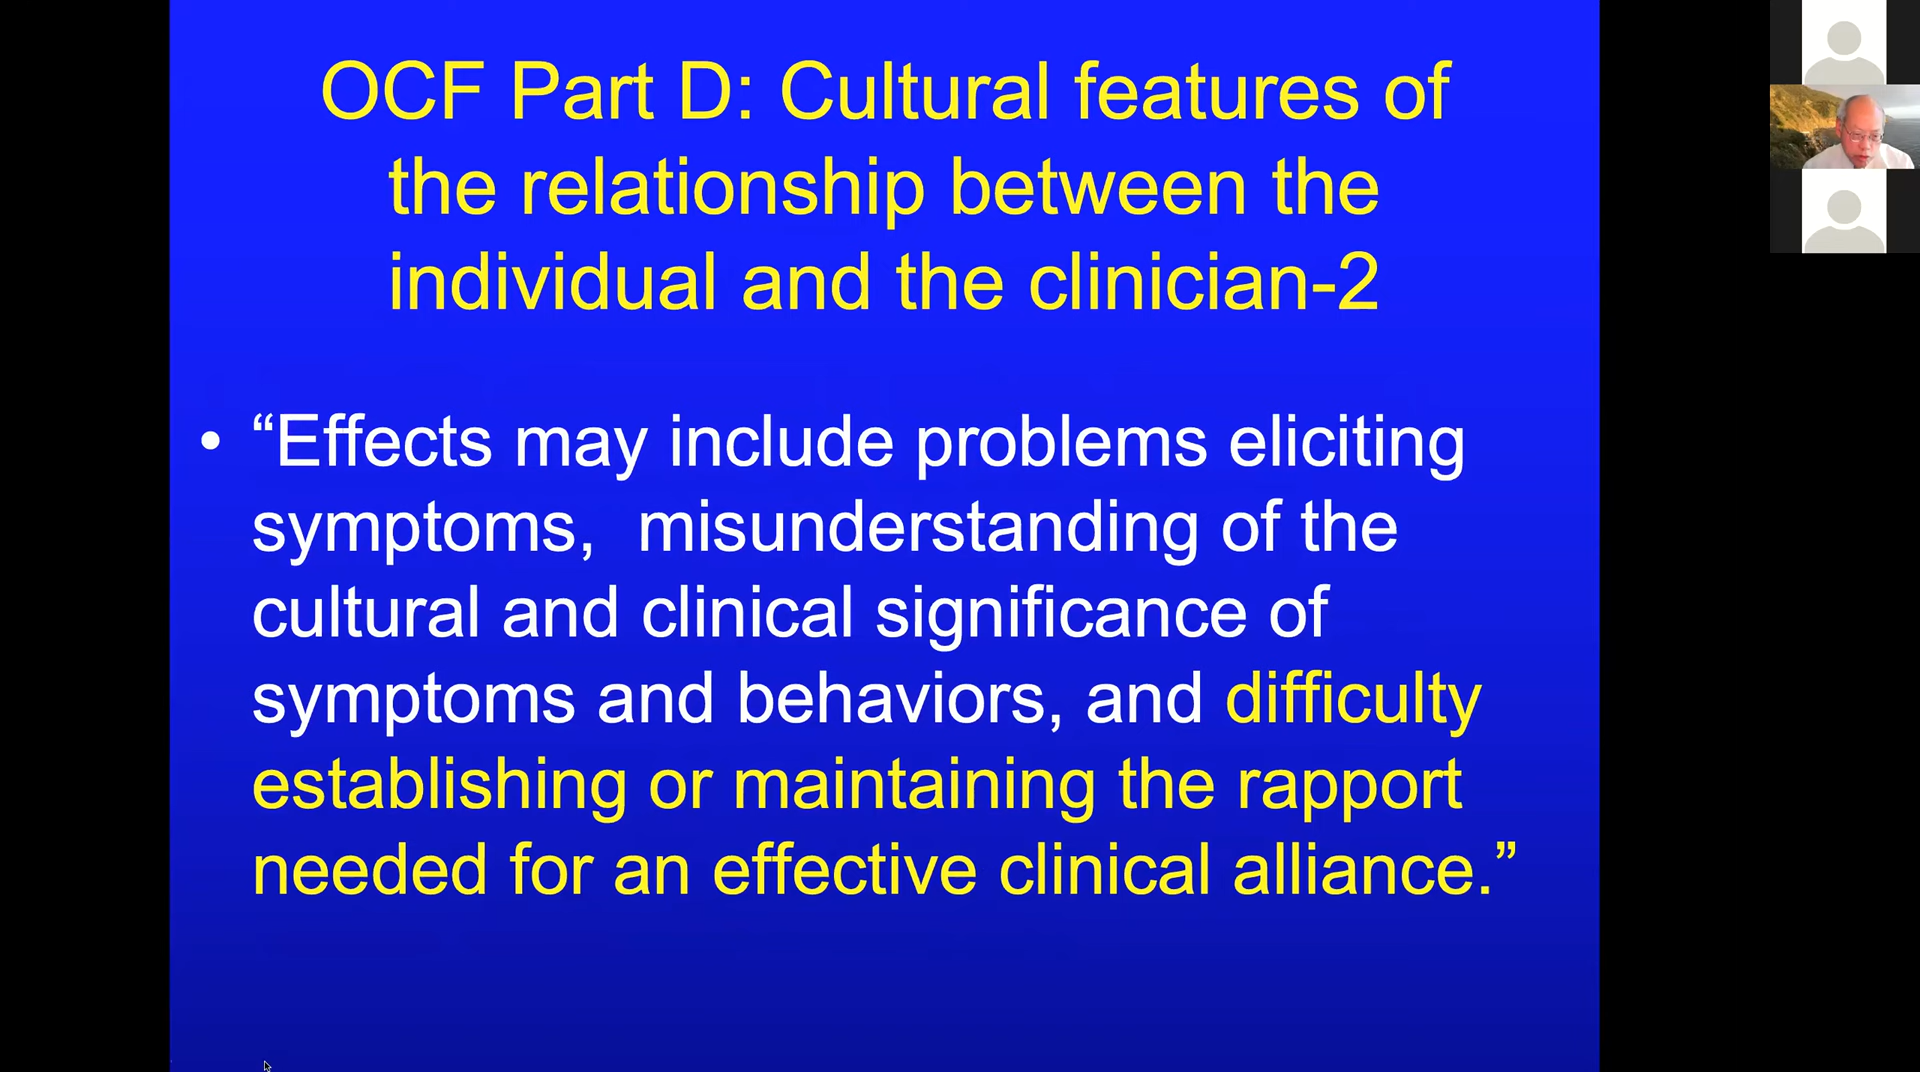 OCF Part D: Cultural features of
the relationship between the
individual and the clinician-2
• “Effects may include problems eliciting
symptoms,  misunderstanding of the
cultural and clinical significance of
symptoms and behaviors, and difficulty
establishing or maintaining the rapport
needed for an effective clinical alliance.”